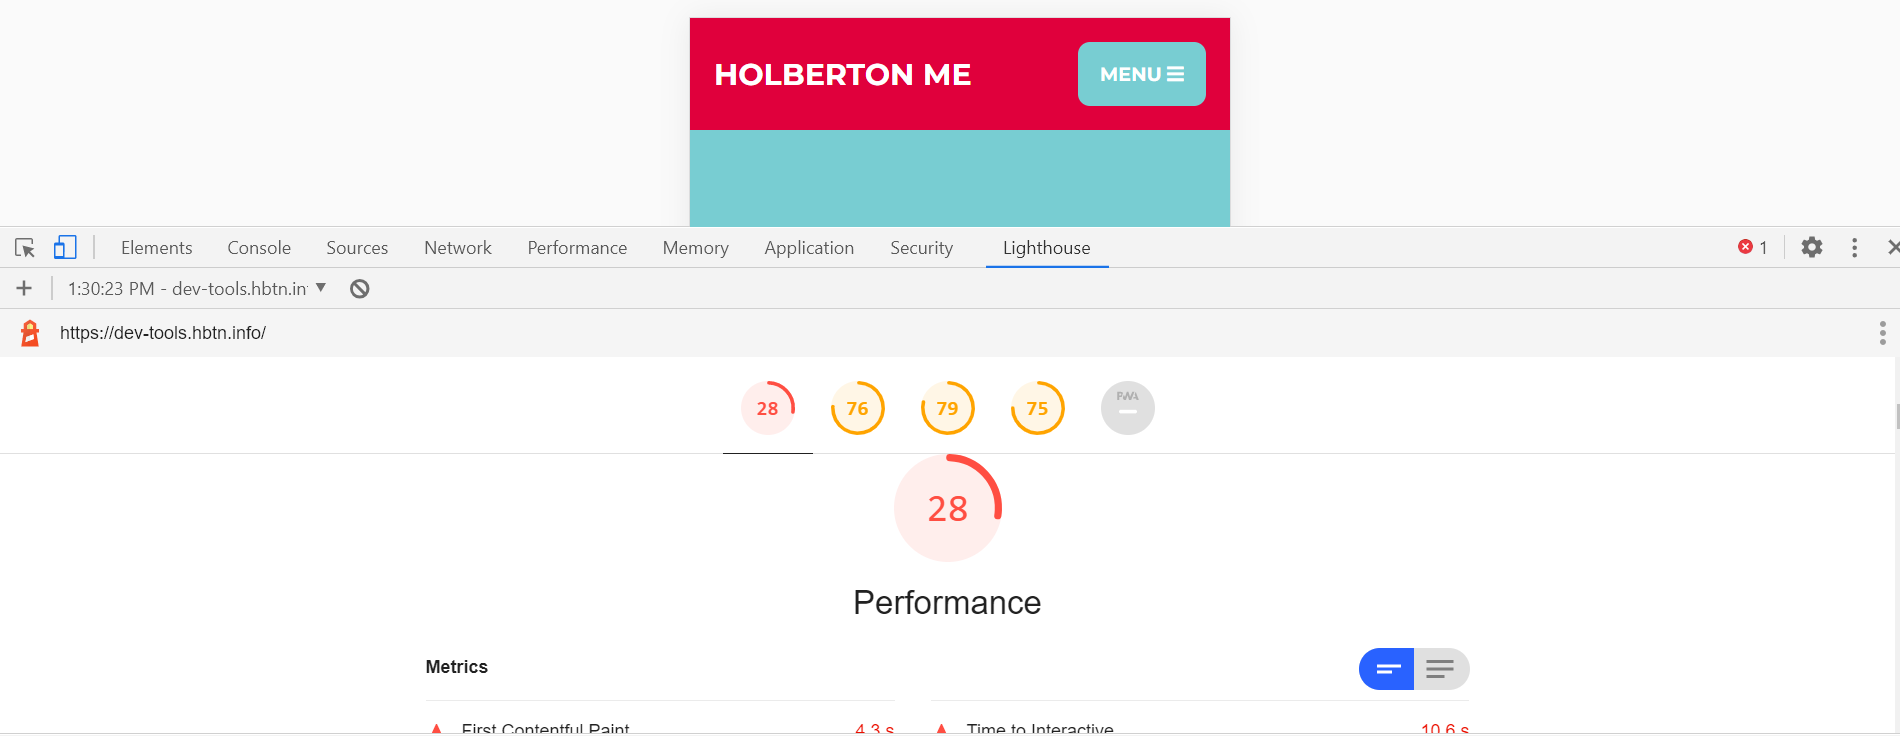 HOLBERTON ME
MENU
Elements Console Sources Network Performance Memory Application Security Lighthouse 1
1:30:23 PM - dev-tools.hbtn.in
https://dev-tools.hbtn.info/
28 76 79 75 PWA
28
Performance
Metrics
First Contentful Paint 4.3 s Time to Interactive 10.6 s